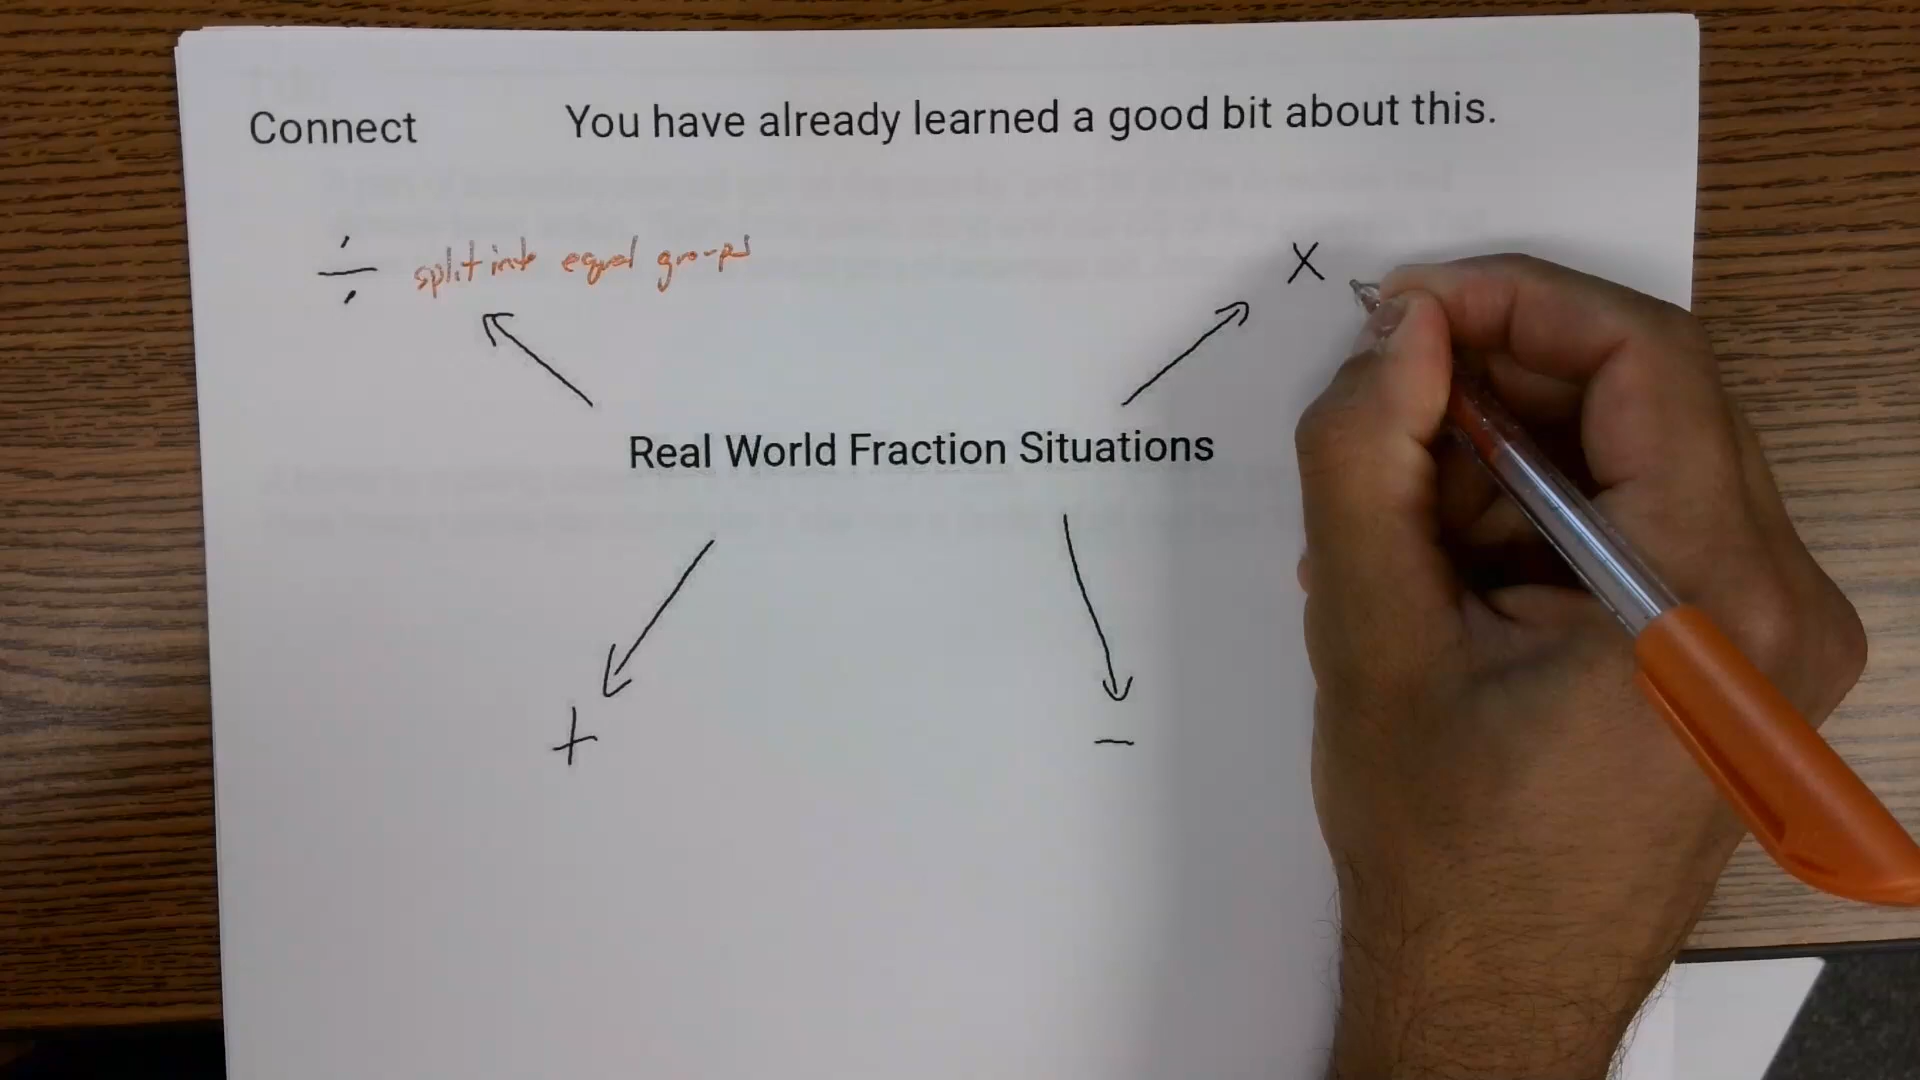 Connect You have already learned a good bit about this.
÷ split into equal groups
X
Real World Fraction Situations
+
−